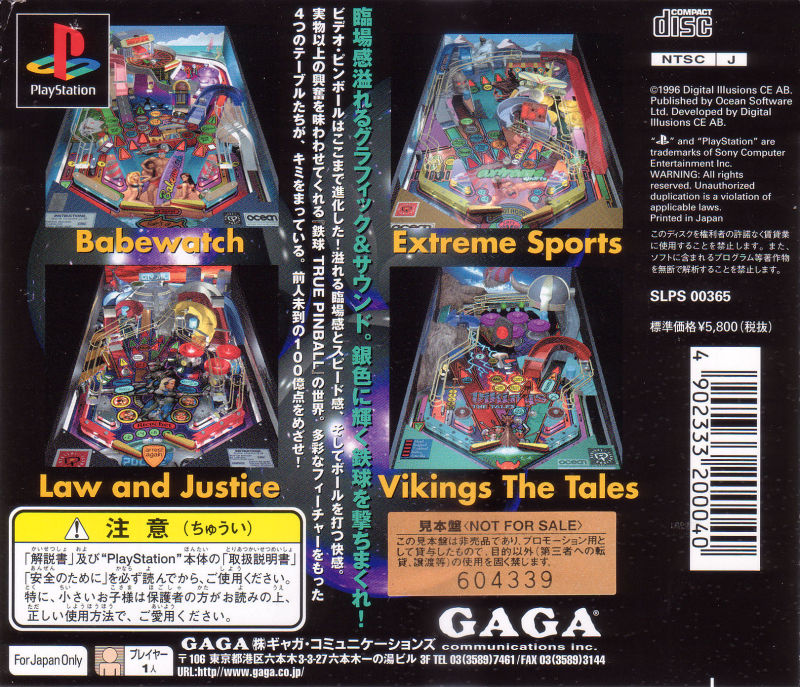 PlayStation
COMPACT
disc
NTSC J
©1996 Digital Illusions CE AB.
Published by Ocean Software
Ltd. Developed by Digital
Illusions CE AB.
“PS” and “PlayStation” are
trademarks of Sony Computer
Entertainment Inc.
WARNING: All rights
reserved. Unauthorized
duplication is a violation of
applicable laws.
Printed in Japan
このディスクを権利者の許諾なく賃貸業
に使用することを禁止します。また、
ソフトに含まれるプログラム等著作物
を無断で解析することを禁止します。
SLPS 00365
標準価格¥5,800(税抜)
4 902333 200040
臨場感溢れるグラフィック&サウンド。銀色に輝く鉄球を撃ちまくれ!
ビデオ・ピンボールはここまで進化した!溢れる臨場感とスピード感、そしてボールを打つ快感。
実物以上の興奮を味わわせてくれる『鉄球 TRUE PINBALL』の世界。多彩なフィーチャーをもった
4つのテーブルたちが、キミをまっている。前人未到の100億点をめざせ!
ocean
Babewatch
Extreme Sports
Ricochet
arrest
again
Law and Justice
VIKING
THE TALES
ocean
Vikings The Tales
注意(ちゅうい)
「解説書」及び“PlayStation”本体の「取扱説明書」
「安全のために」を必ず読んでから、ご使用ください。
特に、小さいお子様は保護者の方がお読みの上、
正しい使用方法で、ご愛用ください。
見本盤〈NOT FOR SALE〉
この見本盤は非売品であり、プロモーション用と
して貸与したもので、目的以外(第三者への転
貸、譲渡等)の使用を固く禁じます。
604339
GAGA®
communications inc.
For Japan Only
プレイヤー
1人
GAGA ㈱ギャガ・コミュニケーションズ
〒106 東京都港区六本木3-3-27六本木一の湯ビル 3F TEL 03(3589)7461/FAX 03(3589)3144
URL:http//www.gaga.co.jp/